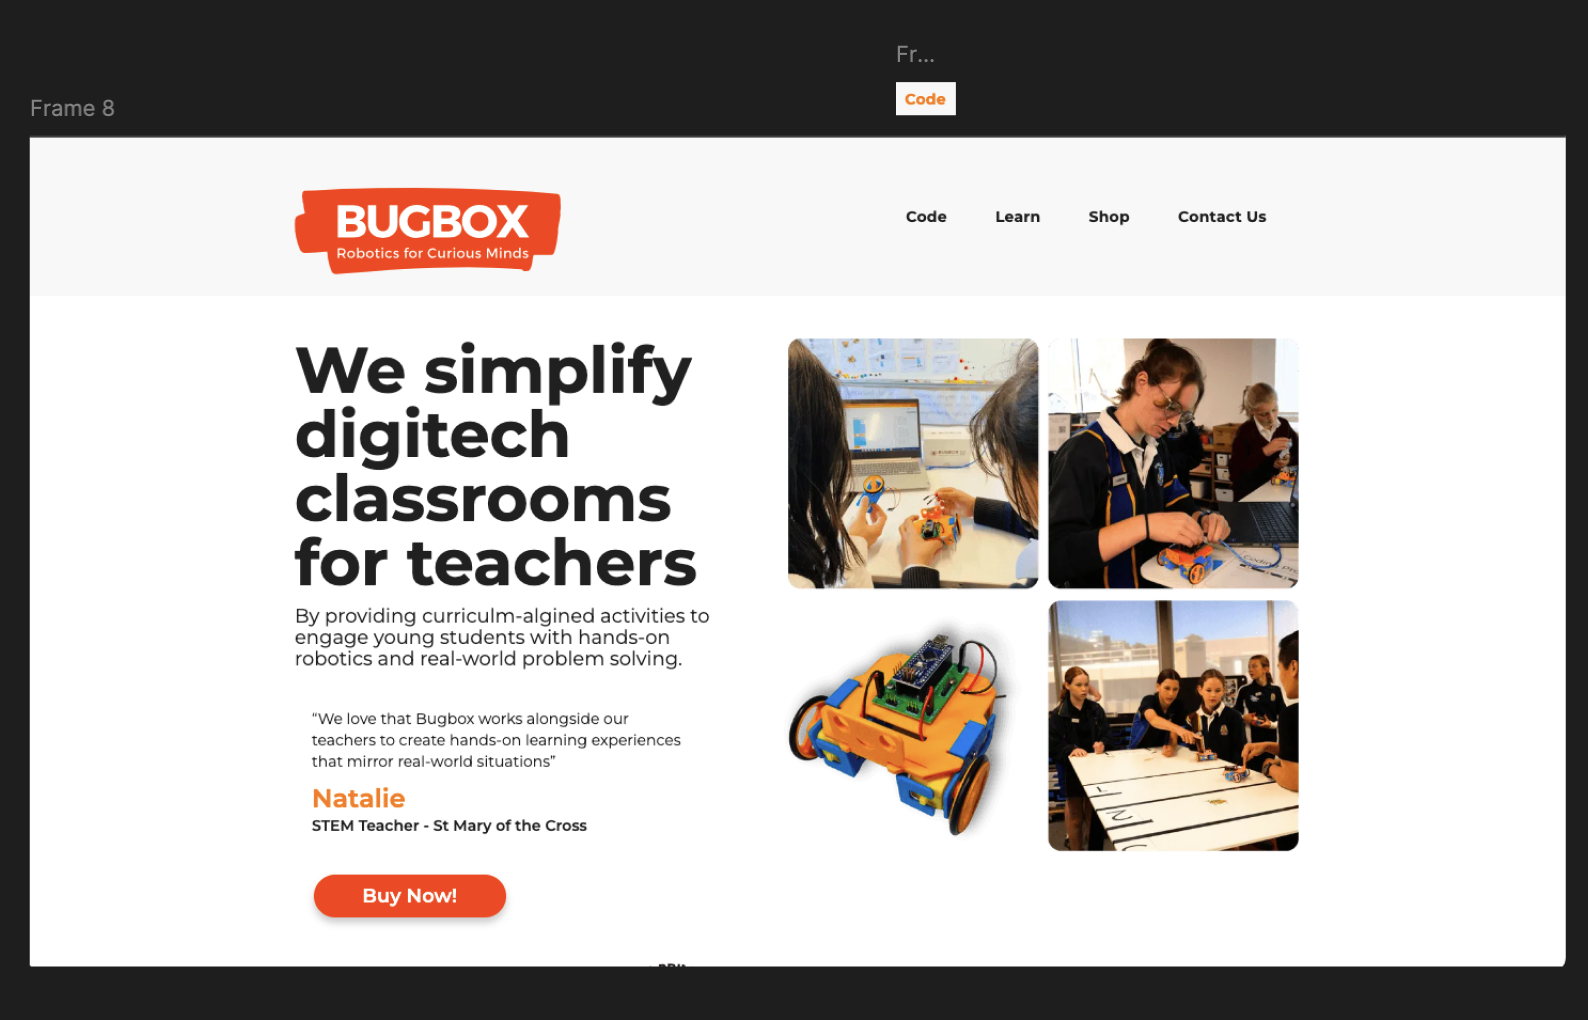 Fr...
Code
Frame 8
BUGBOX
Robotics for Curious Minds
Code Learn Shop Contact Us
We simplify
digitech
classrooms
for teachers
By providing curriculm-algined activities to
engage young students with hands-on
robotics and real-world problem solving.
“We love that Bugbox works alongside our
teachers to create hands-on learning experiences
that mirror real-world situations”
Natalie
STEM Teacher - St Mary of the Cross
Buy Now!